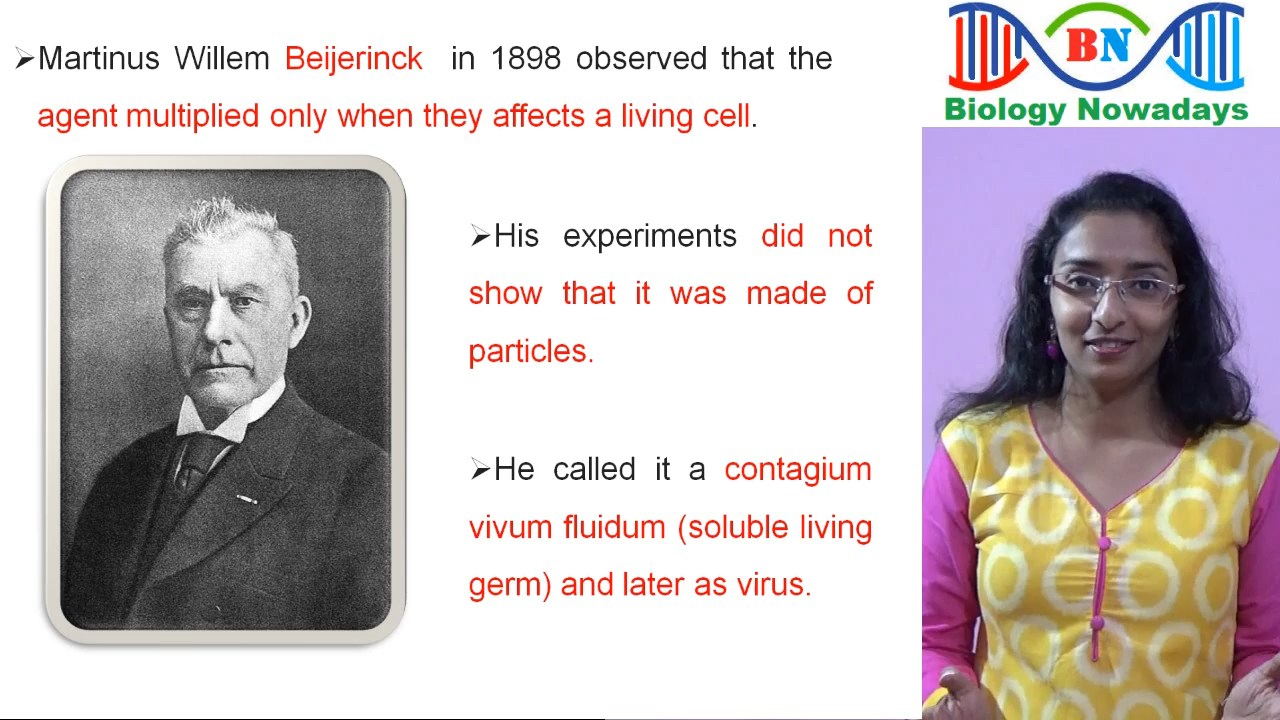 ➢Martinus Willem Beijerinck in 1898 observed that the
agent multiplied only when they affects a living cell.
➢His experiments did not
show that it was made of
particles.
➢He called it a contagium
vivum fluidum (soluble living
germ) and later as virus.
BN
Biology Nowadays